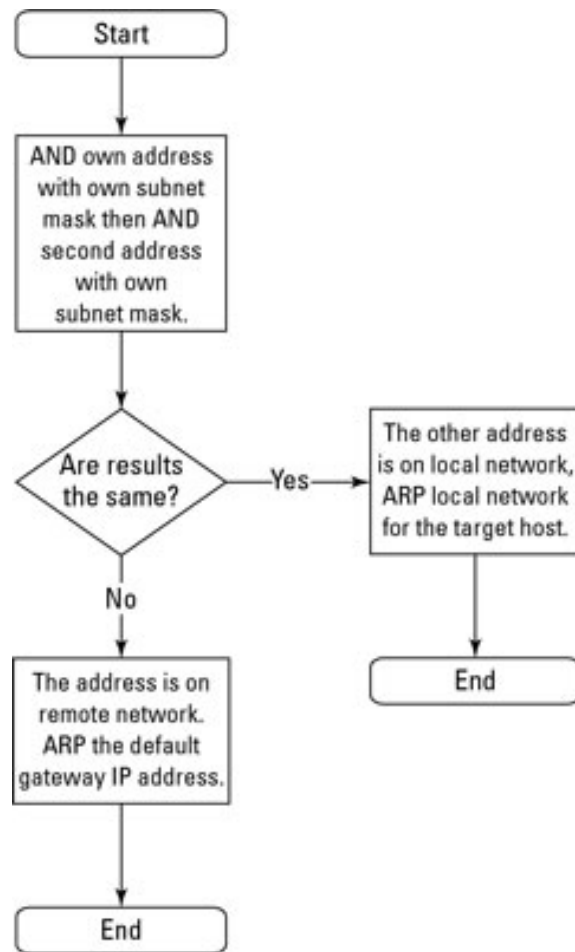 Start
AND own address
with own subnet
mask then AND
second address
with own
subnet mask.
Are results
the same?
Yes
The other address
is on local network,
ARP local network
for the target host.
End
No
The address is on
remote network.
ARP the default
gateway IP address.
End